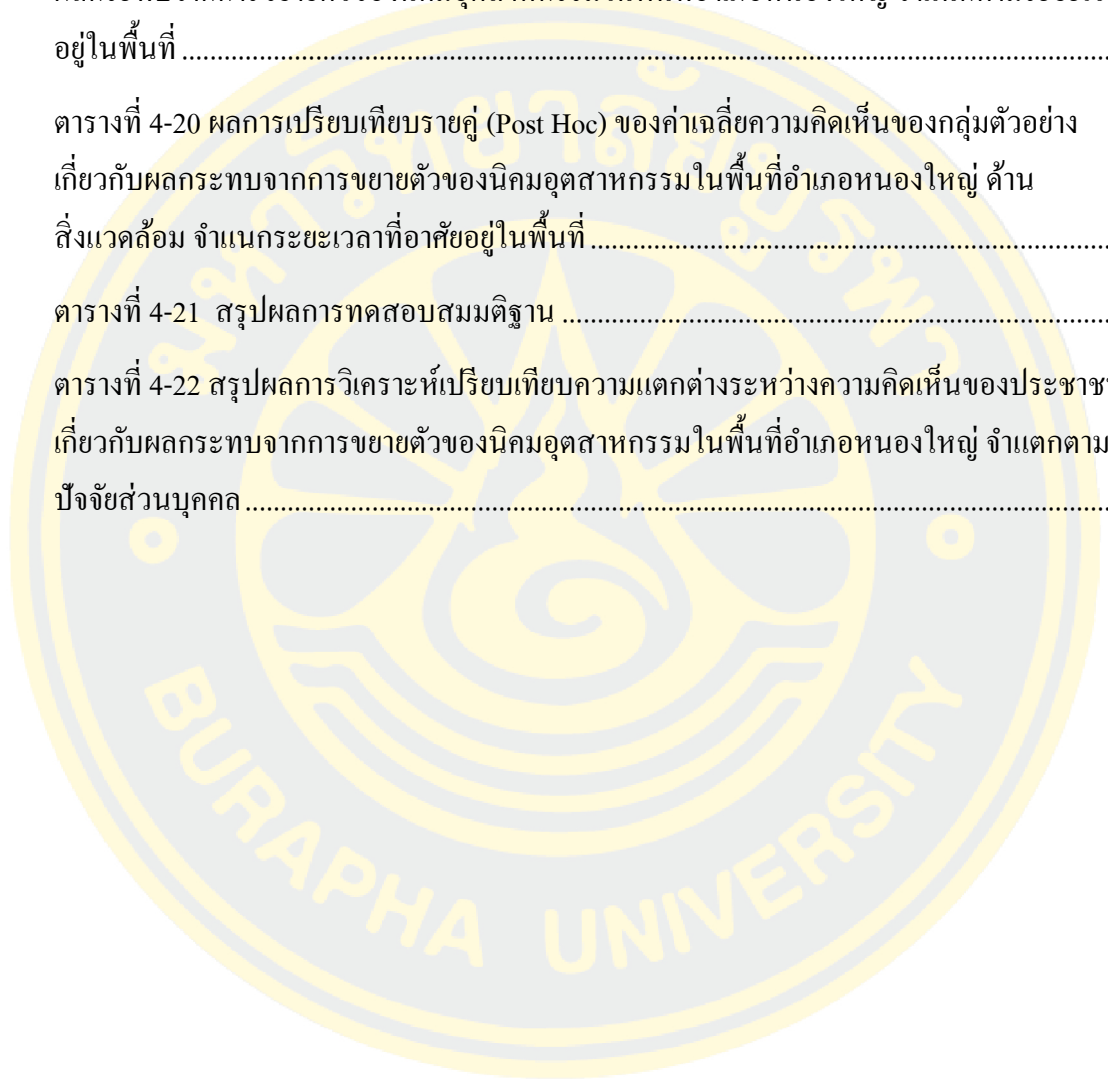 อยู่ในพื้นที่ ........................................................................................................
ตารางที่ 4-20 ผลการเปรียบเทียบรายคู่ (Post Hoc) ของค่าเฉลี่ยความคิดเห็นของกลุ่มตัวอย่าง
เกี่ยวกับผลกระทบจากการขยายตัวของนิคมอุตสาหกรรมในพื้นที่อำเภอหนองใหญ่ ด้าน
สิ่งแวดล้อม จำแนกระยะเวลาที่อาศัยอยู่ในพื้นที่ ..........................................................
ตารางที่ 4-21 สรุปผลการทดสอบสมมติฐาน ..............................................................
ตารางที่ 4-22 สรุปผลการวิเคราะห์เปรียบเทียบความแตกต่างระหว่างความคิดเห็นของประชาช
เกี่ยวกับผลกระทบจากการขยายตัวของนิคมอุตสาหกรรมในพื้นที่อำเภอหนองใหญ่ จำแตกตาม
ปัจจัยส่วนบุคคล .................................................................................................
มหาวิทยาลัยบูรพา
BURAPHA UNIVERSITY